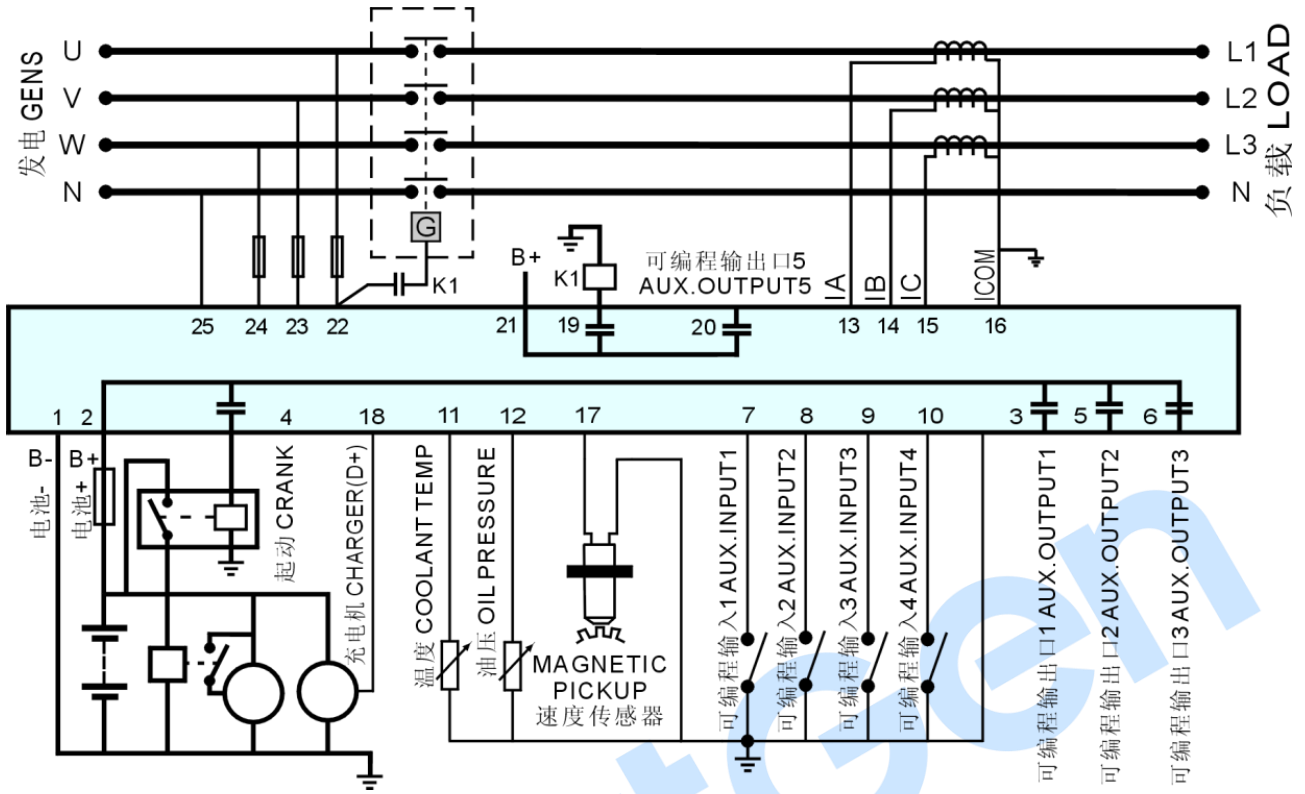 发电 GENS
U
V
W
N
L1
L2
L3
N
负载 LOAD
G
K1
B+
K1
可编程输出口5
AUX.OUTPUT5
IA
IB
IC
ICOM
25
24
23
22
21
19
20
13
14
15
16
1
2
4
18
11
12
17
7
8
9
10
3
5
6
B-
电池-
B+
电池+
起动 CRANK
充电机 CHARGER(D+)
温度 COOLANT TEMP
油压 OIL PRESSURE
MAGNETIC
PICKUP
速度传感器
可编程输入1 AUX.INPUT1
可编程输入2 AUX.INPUT2
可编程输入3 AUX.INPUT3
可编程输入4 AUX.INPUT4
可编程输出口1 AUX.OUTPUT1
可编程输出口2 AUX.OUTPUT2
可编程输出口3 AUX.OUTPUT3